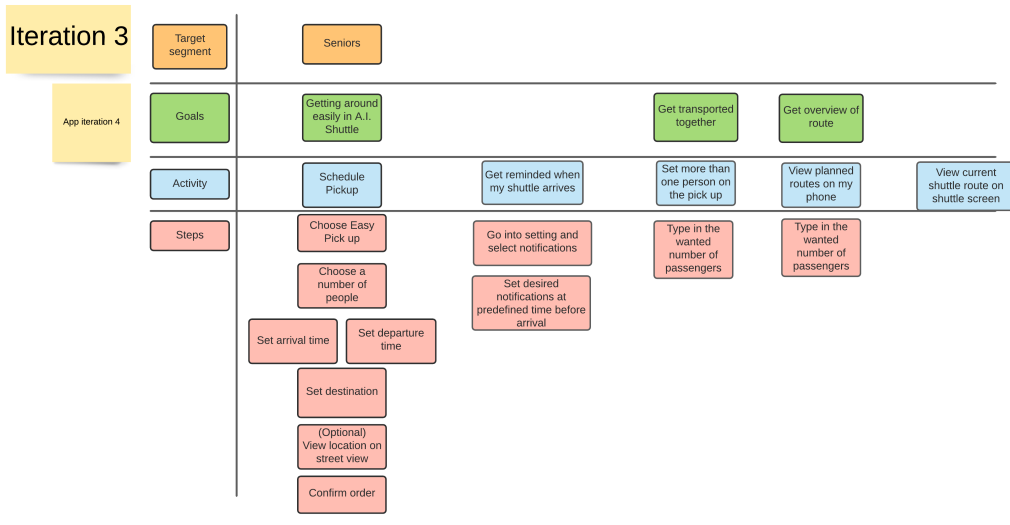 Iteration 3
Target
segment
Seniors
App iteration 4
Goals
Getting around
easily in A.I.
Shuttle
Get transported
together
Get overview of
route
Activity
Schedule
Pickup
Get reminded when
my shuttle arrives
Set more than
one person on
the pick up
View planned
routes on my
phone
View current
shuttle route on
shuttle screen
Steps
Choose Easy
Pick up
Go into setting and
select notifications
Type in the
wanted
number of
passengers
Type in the
wanted
number of
passengers
Choose a
number of
people
Set desired
notifications at
predefined time before
arrival
Set arrival time
Set departure
time
Set destination
(Optional)
View location on
street view
Confirm order